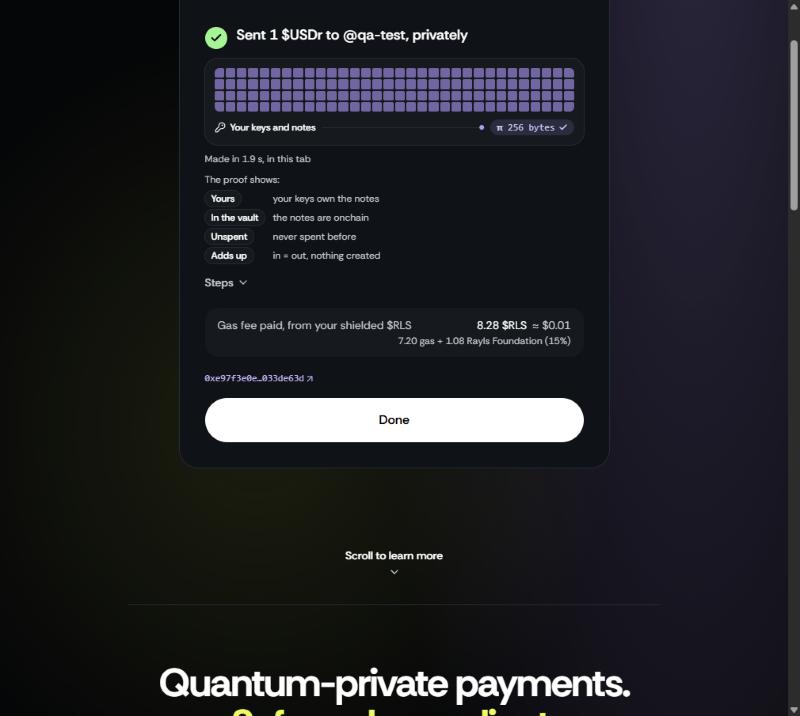 Sent 1 $USDr to @qa-test, privately
Your keys and notes
π 256 bytes
Made in 1.9 s, in this tab
The proof shows:
Yours your keys own the notes
In the vault the notes are onchain
Unspent never spent before
Adds up in = out, nothing created
Steps
Gas fee paid, from your shielded $RLS 8.28 $RLS ≈ $0.01
7.20 gas + 1.08 Rayls Foundation (15%)
0xe97f3e0e…033de63d
Done
Scroll to learn more
Quantum-private payments.